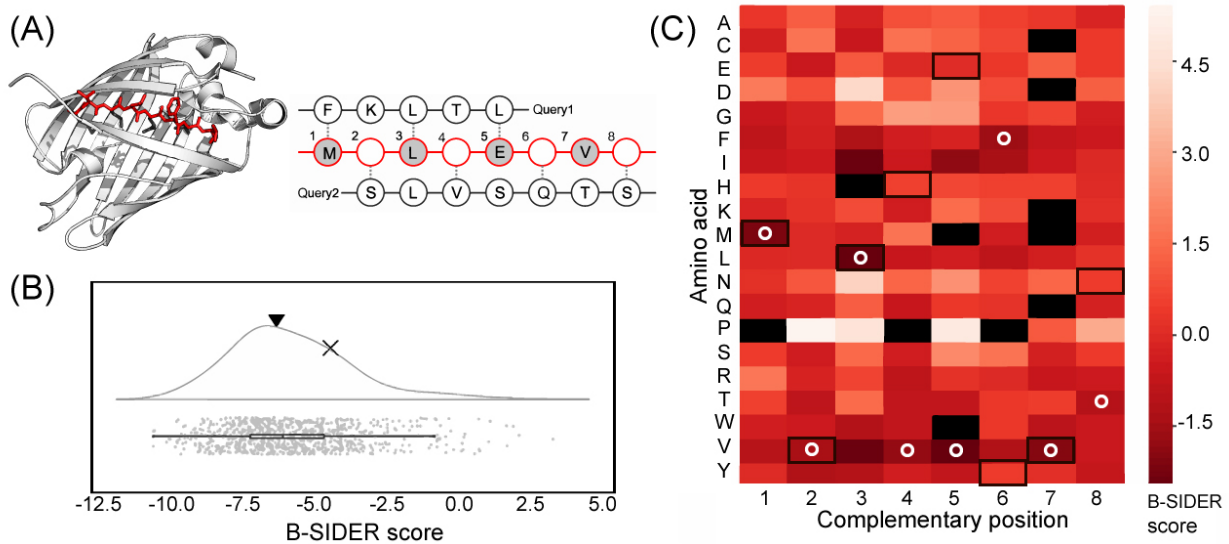 (A)
F K L T L Query1
1 2 3 4 5 6 7 8
M L E V
Query2 S L V S Q T S
(B)
-12.5 -10.0 -7.5 -5.0 -2.5 0.0 2.5 5.0
B-SIDER score
(C)
Amino acid
A
C
E
D
G
F
I
H
K
M
L
N
Q
P
S
R
T
W
V
Y
1 2 3 4 5 6 7 8
Complementary position
4.5
3.0
1.5
0.0
-1.5
B-SIDER
score